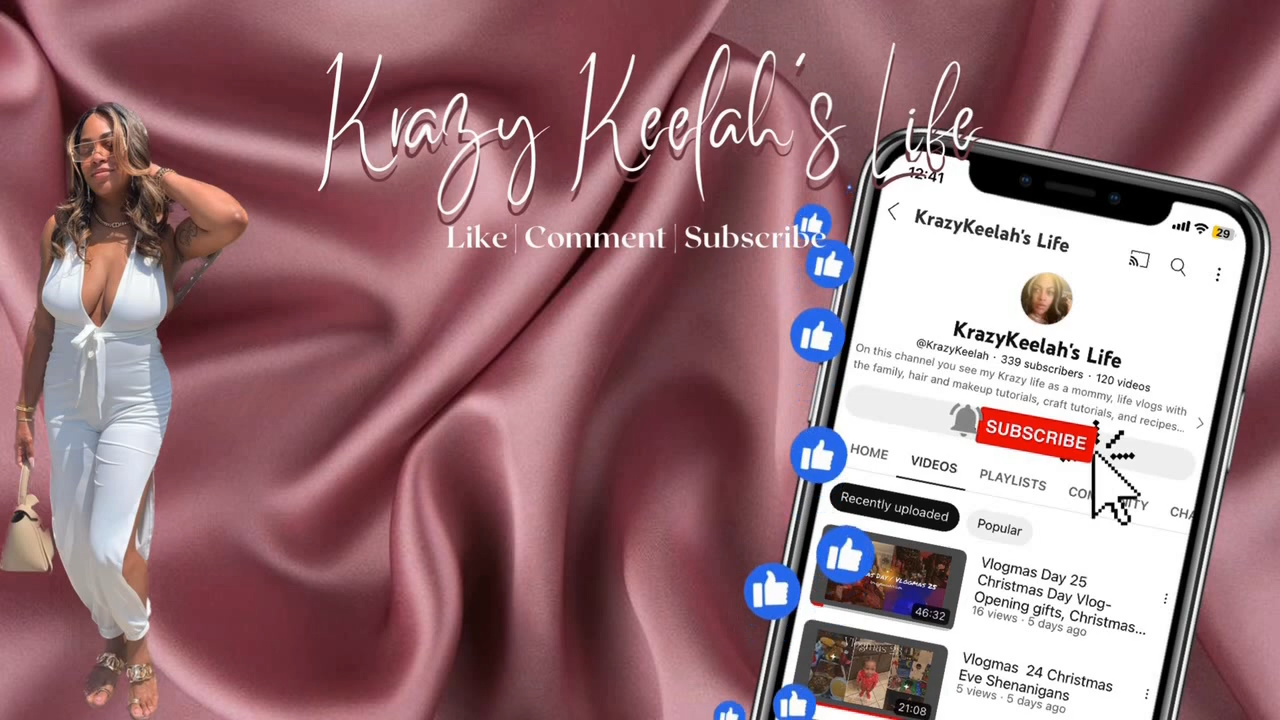 Krazy Keelah's Life
Like | Comment | Subscribe
12:41
29
KrazyKeelah's Life
KrazyKeelah's Life
@KrazyKeelah · 339 subscribers · 120 videos
On this channel you see my Krazy life as a mommy, life vlogs with
the family, hair and makeup tutorials, craft tutorials, and recipes...
SUBSCRIBE
HOME VIDEOS PLAYLISTS
Recently uploaded Popular
VLOGMAS 25
46:32
Vlogmas Day 25
Christmas Day Vlog-
Opening gifts, Christmas...
16 views · 5 days ago
Vlogmas
21:08
Vlogmas 24 Christmas
Eve Shenanigans
5 views · 5 days ago